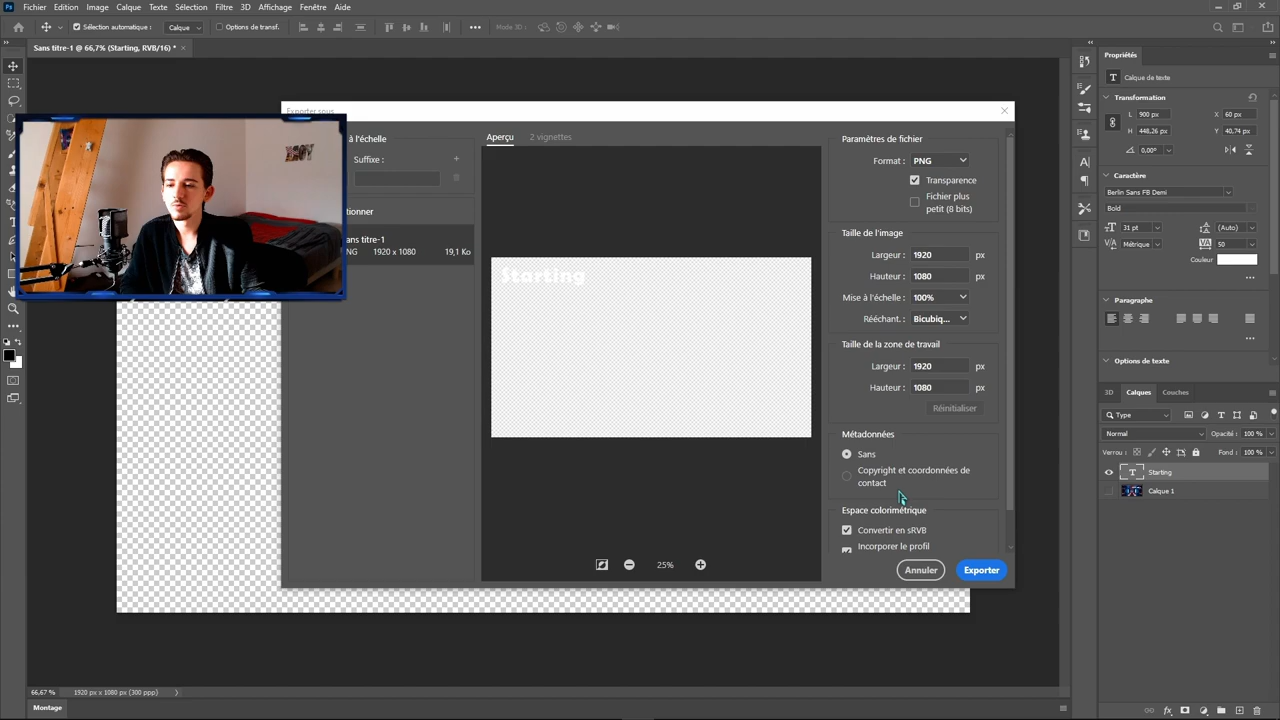 Fichier Edition Image Calque Texte Sélection Filtre 3D Affichage Fenêtre Aide
Sélection automatique : Calque Options de transf. Mode 3D :
Sans titre-1 @ 66,7% (Starting, RVB/16) *
Exporter sous
à l'échelle
Suffixe :
ctionner
ans titre-1
NG 1920 x 1080 19,1 Ko
Aperçu 2 vignettes
Starting
25%
Paramètres de fichier
Format : PNG
Transparence
Fichier plus
petit (8 bits)
Taille de l'image
Largeur : 1920 px
Hauteur : 1080 px
Mise à l'échelle : 100%
Rééchant. : Bicubiq...
Taille de la zone de travail
Largeur : 1920 px
Hauteur : 1080 px
Réinitialiser
Métadonnées
Sans
Copyright et coordonnées de
contact
Espace colorimétrique
Convertir en sRVB
Incorporer le profil
Annuler Exporter
Propriétés
Calque de texte
Transformation
L 900 px X 60 px
H 448,26 px Y 40,74 px
0,00°
Caractère
Berlin Sans FB Demi
Bold
31 pt (Auto)
Métrique 50
Couleur
Paragraphe
Options de texte
3D Calques Couches
Type
Normal Opacité : 100 %
Verrou : Fond : 100 %
Starting
Calque 1
66,67 % 1920 px x 1080 px (300 ppp)
Montage